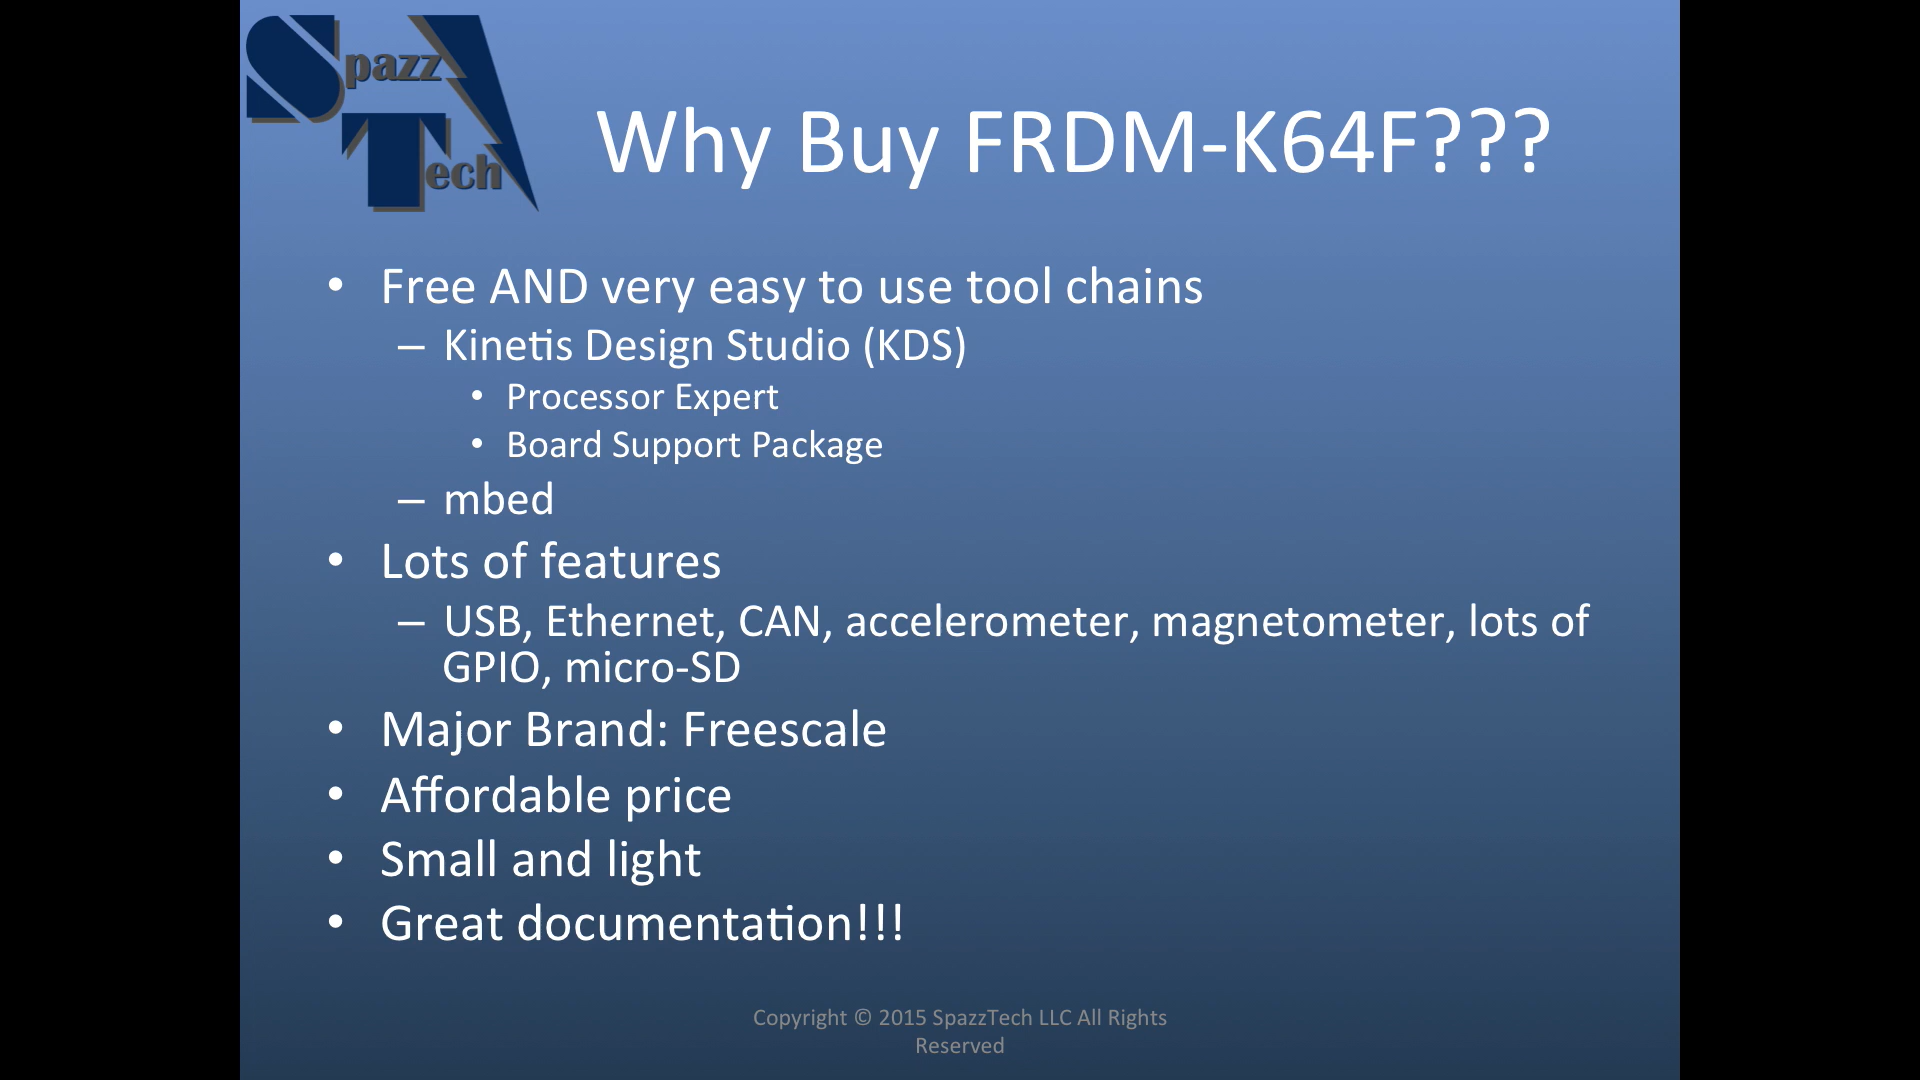 Spazz
Tech
Why Buy FRDM-K64F???
• Free AND very easy to use tool chains
– Kinetis Design Studio (KDS)
• Processor Expert
• Board Support Package
– mbed
• Lots of features
– USB, Ethernet, CAN, accelerometer, magnetometer, lots of
GPIO, micro-SD
• Major Brand: Freescale
• Affordable price
• Small and light
• Great documentation!!!
Copyright © 2015 SpazzTech LLC All Rights
Reserved